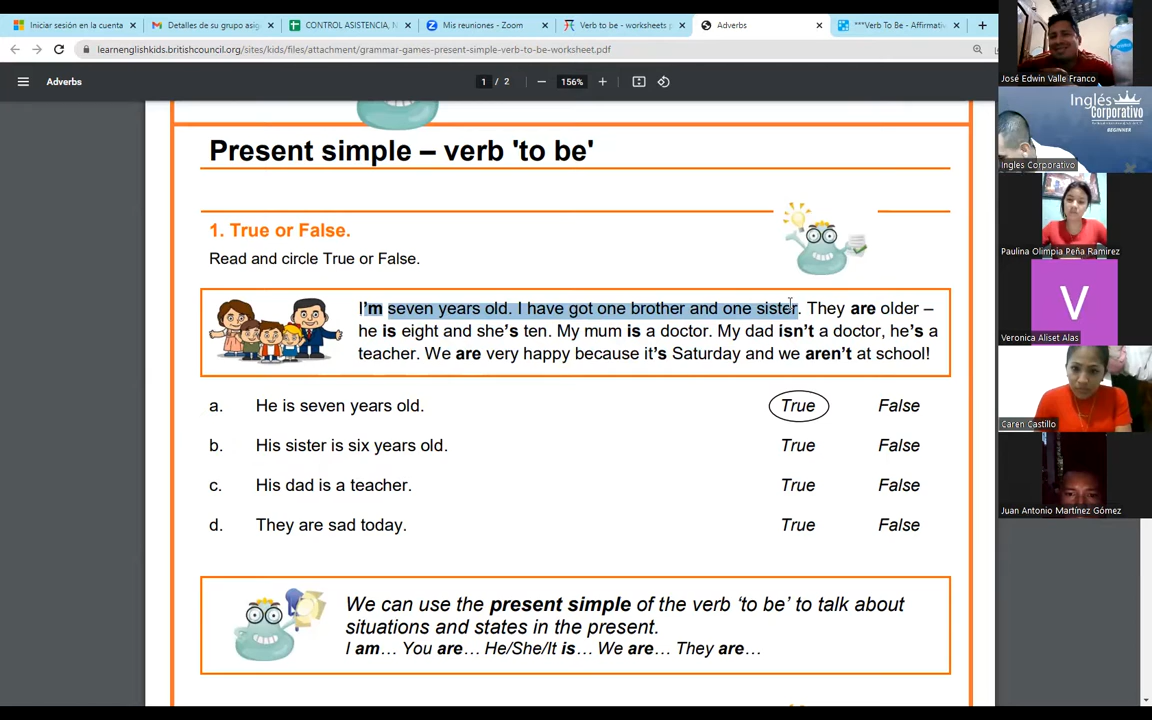 Iniciar sesión en la cuenta
Detalles de su grupo asig
CONTROL ASISTENCIA, N
Mis reuniones - Zoom
Verb to be - worksheets p
Adverbs
***Verb To Be - Affirmativ
learnenglishkids.britishcouncil.org/sites/kids/files/attachment/grammar-games-present-simple-verb-to-be-worksheet.pdf
Adverbs
1 / 2
156%
Present simple – verb 'to be'
1. True or False.
Read and circle True or False.
I'm seven years old. I have got one brother and one sister. They are older –
he is eight and she's ten. My mum is a doctor. My dad isn't a doctor, he's a
teacher. We are very happy because it's Saturday and we aren't at school!
a. He is seven years old. True False
b. His sister is six years old. True False
c. His dad is a teacher. True False
d. They are sad today. True False
We can use the present simple of the verb 'to be' to talk about
situations and states in the present.
I am… You are… He/She/It is… We are… They are…
José Edwin Valle Franco
Inglés
Corporativo
BEGINNER
Ingles Corporativo
Paulina Olimpia Peña Ramirez
V
Veronica Aliset Alas
Caren Castillo
Juan Antonio Martínez Gómez